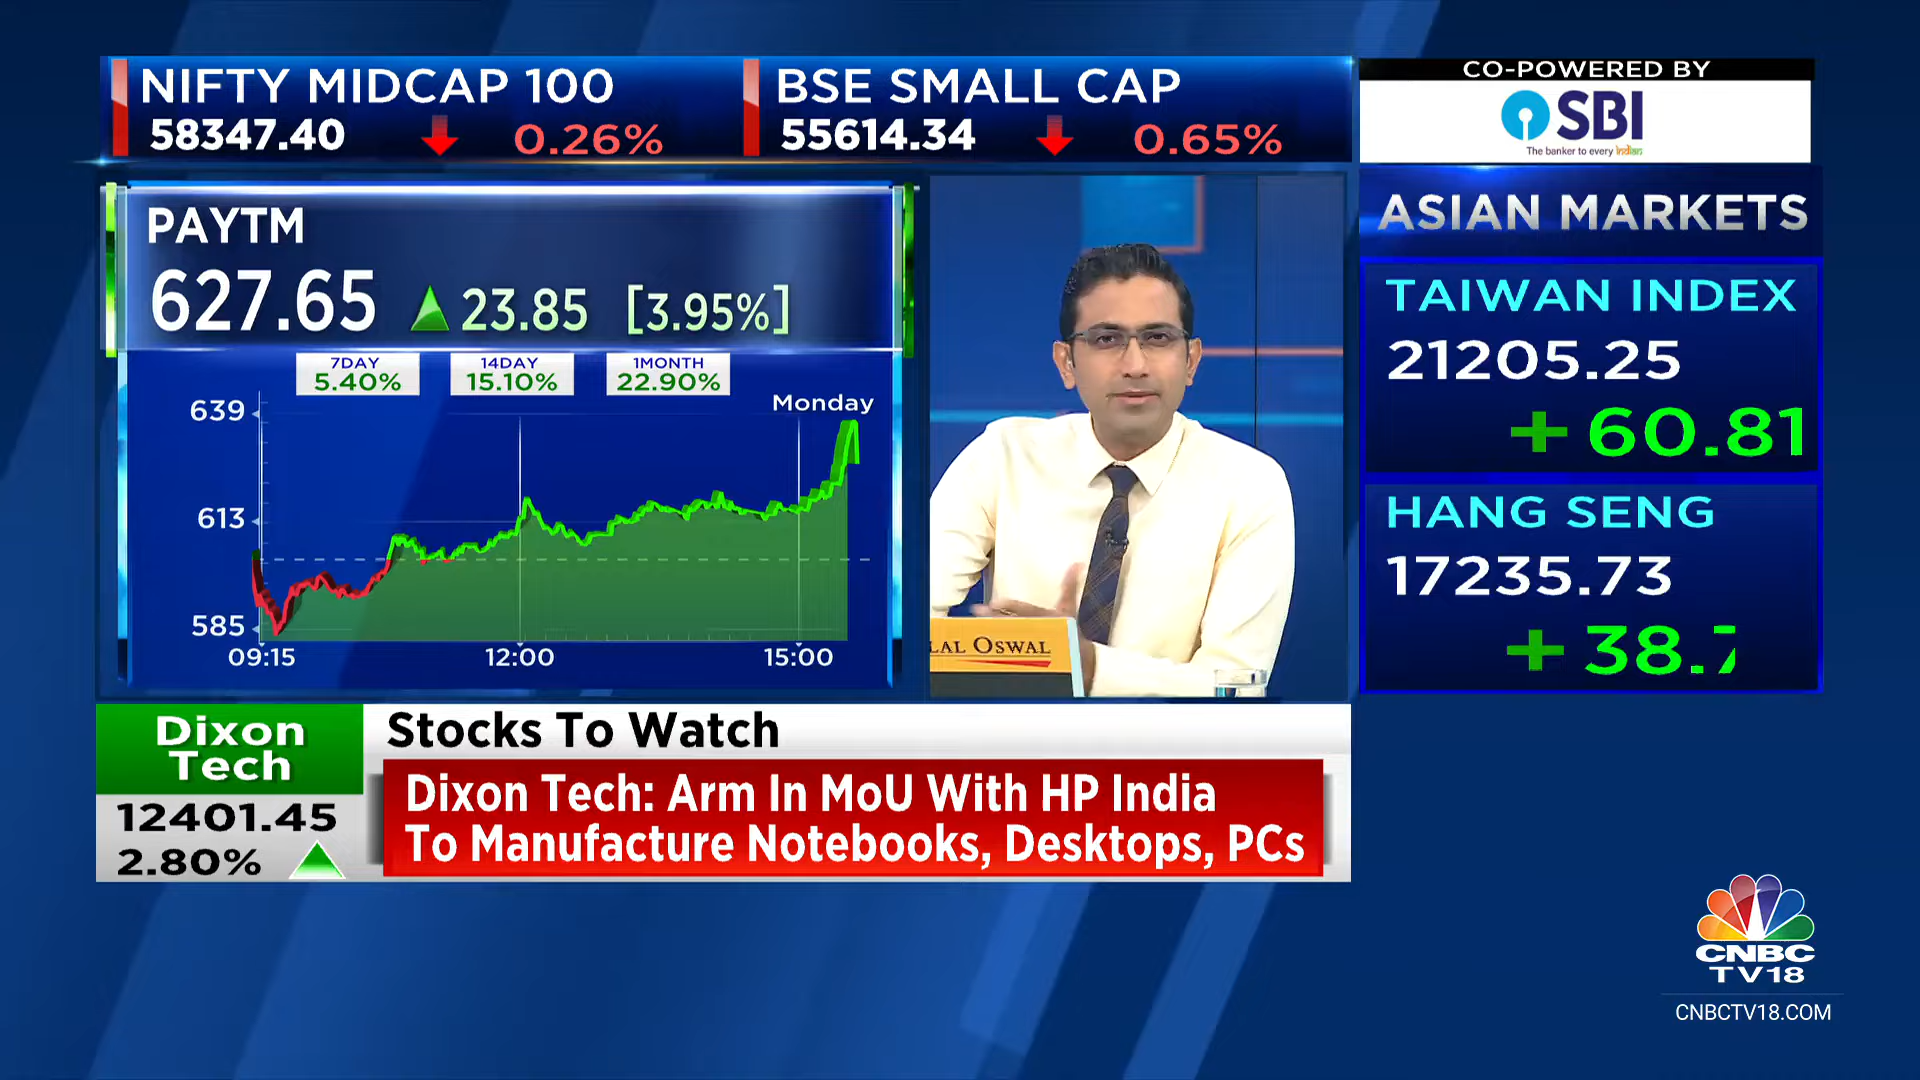 NIFTY MIDCAP 100
58347.40 0.26%
BSE SMALL CAP
55614.34 0.65%
CO-POWERED BY
SBI
The banker to every Indian
PAYTM
627.65 23.85 [3.95%]
7DAY
5.40%
14DAY
15.10%
1MONTH
22.90%
Monday
639
613
585
09:15 12:00 15:00
LAL OSWAL
ASIAN MARKETS
TAIWAN INDEX
21205.25
+ 60.81
HANG SENG
17235.73
+ 38.
Dixon
Tech
12401.45
2.80%
Stocks To Watch
Dixon Tech: Arm In MoU With HP India
To Manufacture Notebooks, Desktops, PCs
CNBC
TV18
CNBCTV18.COM